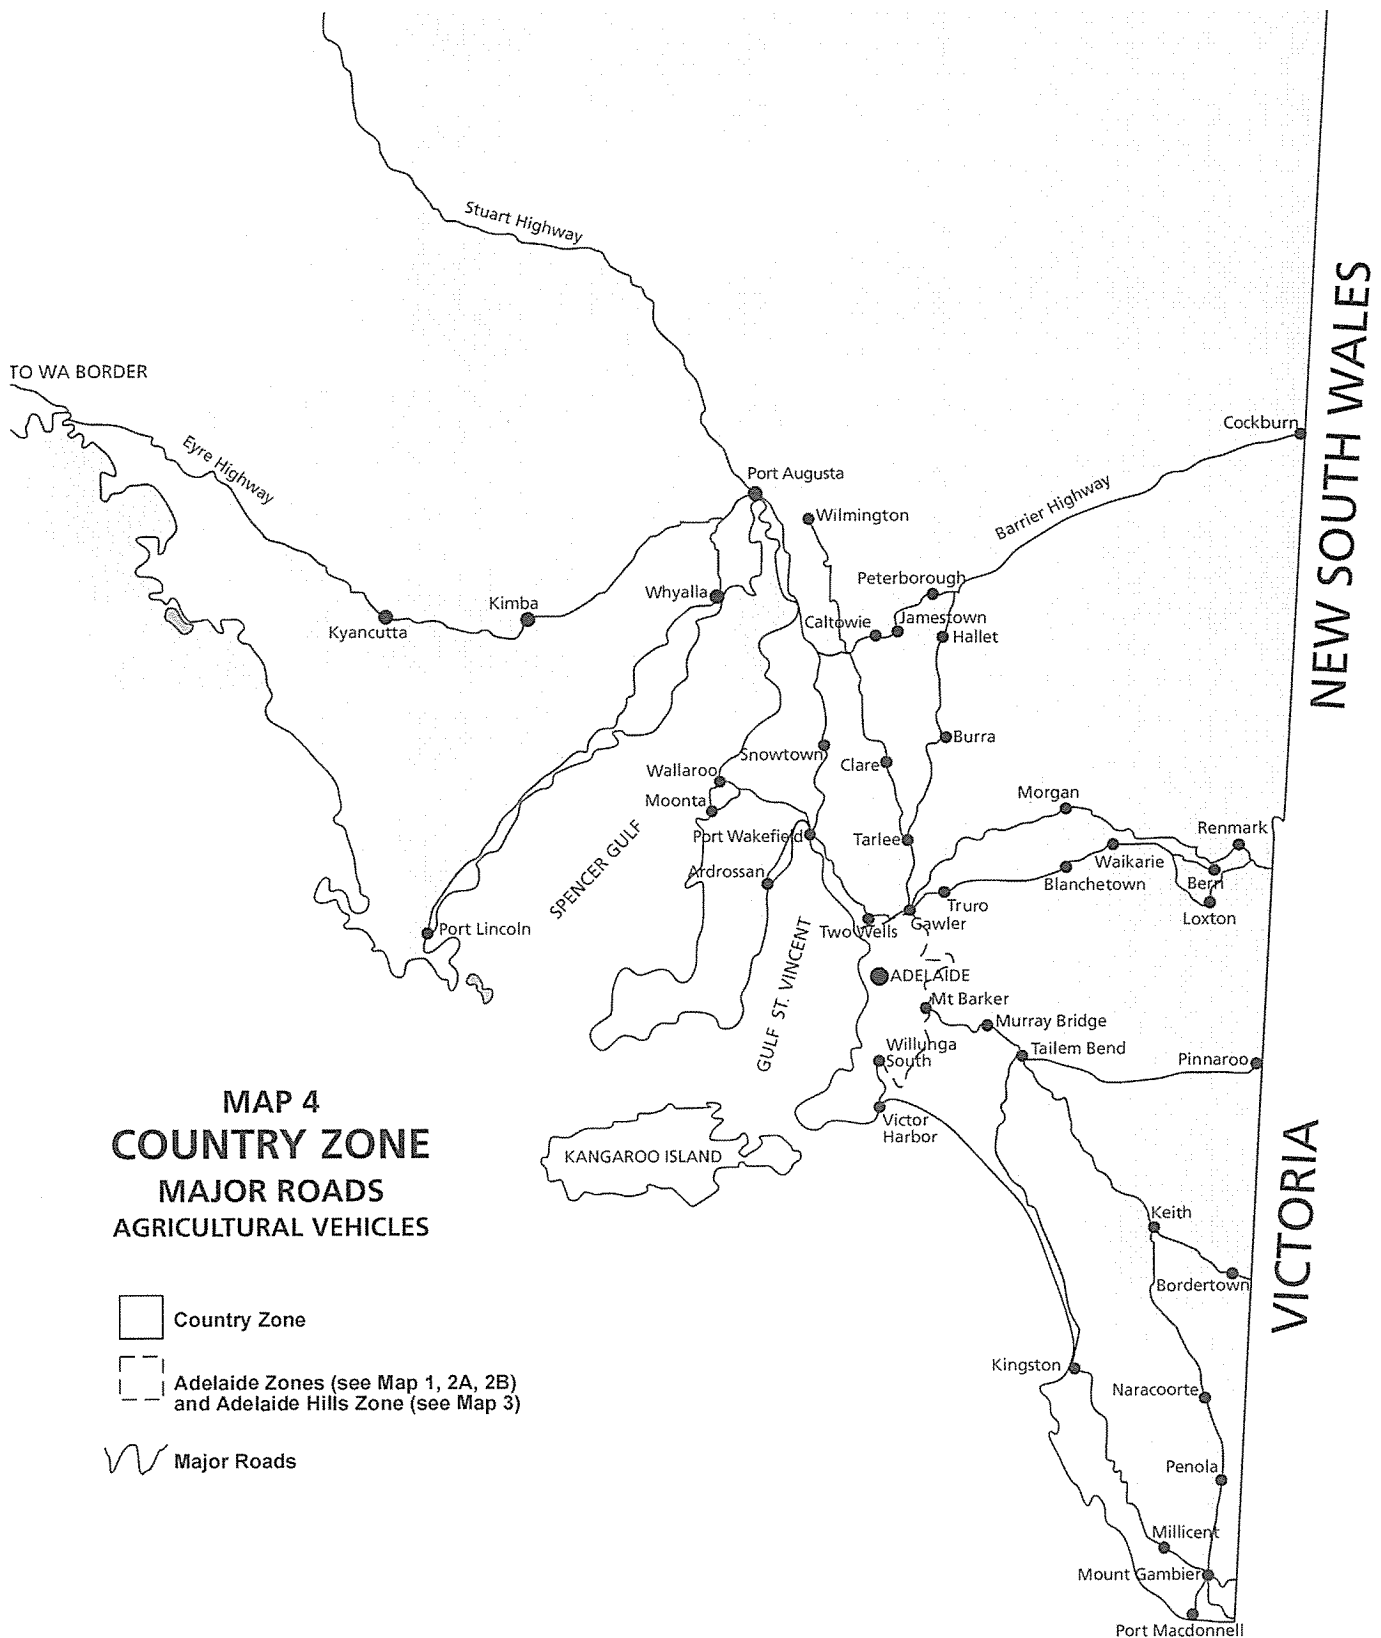 Stuart Highway
NEW SOUTH WALES
TO WA BORDER
Eyre Highway
Cockburn
Port Augusta
Barrier Highway
Wilmington
Peterborough
Whyalla
Kimba
Kyancutta
Caltowie
Jamestown
Hallet
Burra
Snowtown
Clare
Wallaroo
Moonta
Morgan
Renmark
Port Wakefield
Tarlee
Waikarie
SPENCER GULF
Ardrossan
Blanchetown
Berri
Truro
Loxton
Port Lincoln
Two Wells
Gawler
GULF ST. VINCENT
ADELAIDE
Mt Barker
Murray Bridge
Willunga
South
Tailem Bend
Pinnaroo
MAP 4
COUNTRY ZONE
MAJOR ROADS
AGRICULTURAL VEHICLES
Victor
Harbor
KANGAROO ISLAND
VICTORIA
Keith
Bordertown
Country Zone
Adelaide Zones (see Map 1, 2A, 2B)
and Adelaide Hills Zone (see Map 3)
Major Roads
Kingston
Naracoorte
Penola
Millicent
Mount Gambier
Port Macdonnell